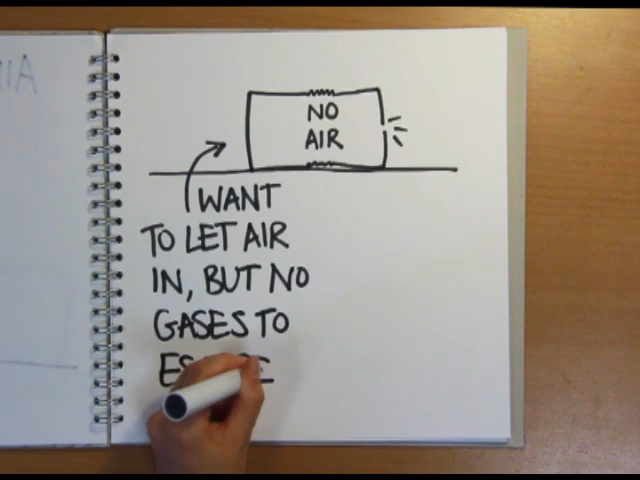 NO
AIR
WANT
TO LET AIR
IN, BUT NO
GASES TO